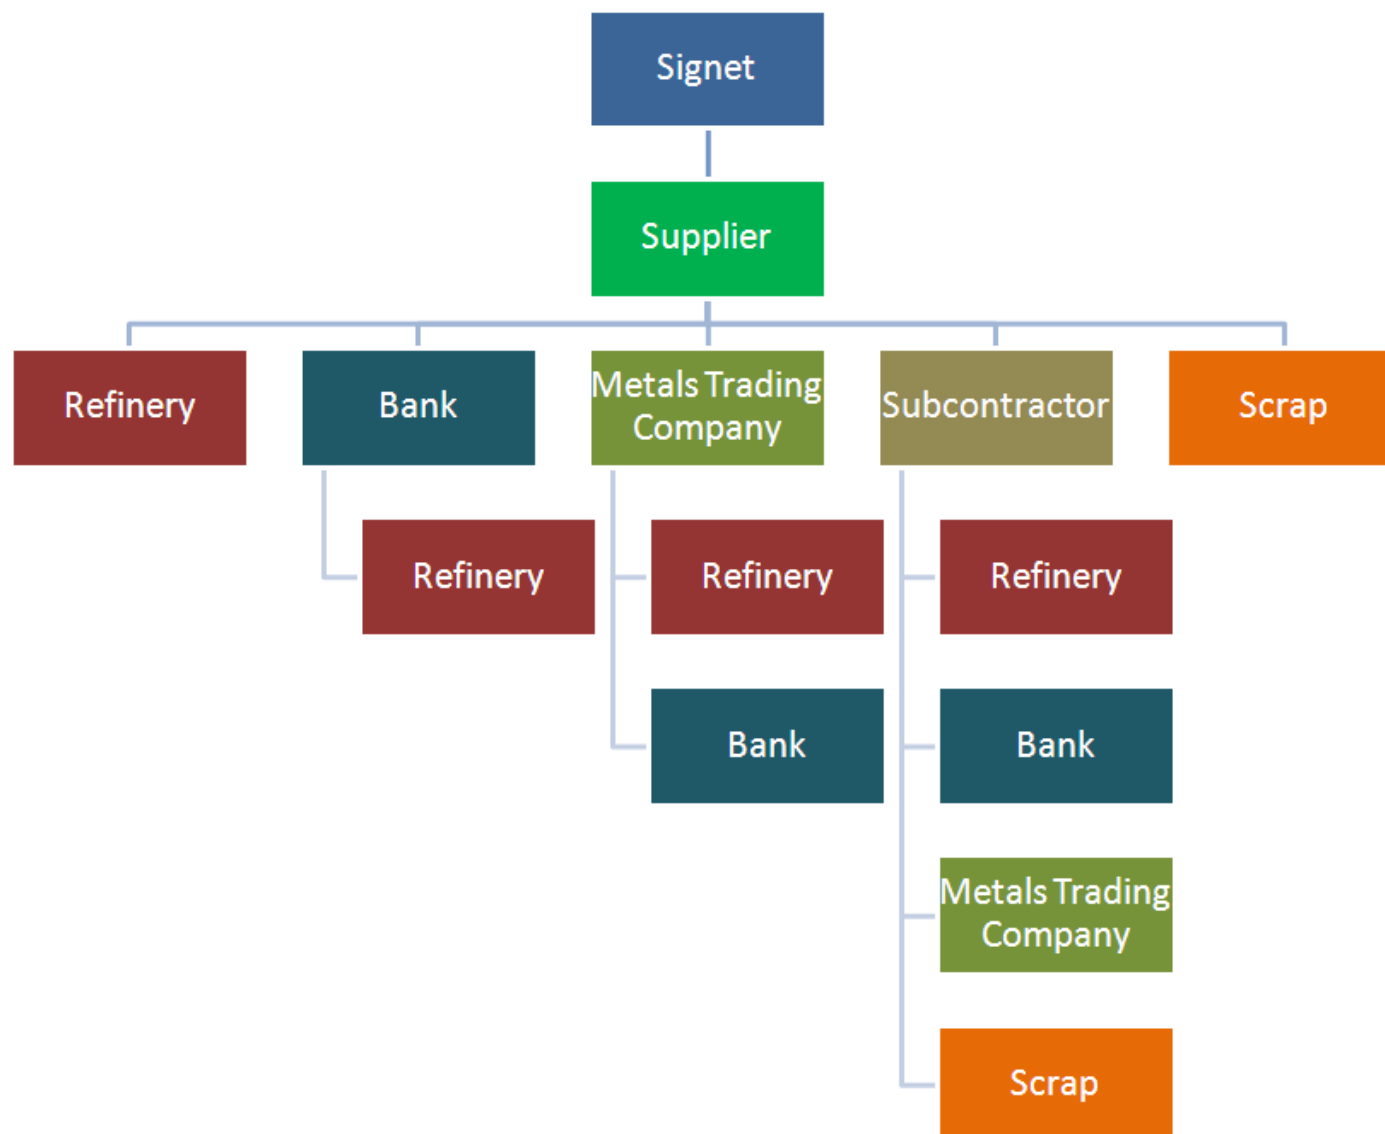 Signet
Supplier
Refinery
Bank
Metals Trading
Company
Subcontractor
Scrap
Refinery
Refinery
Refinery
Bank
Bank
Metals Trading
Company
Scrap